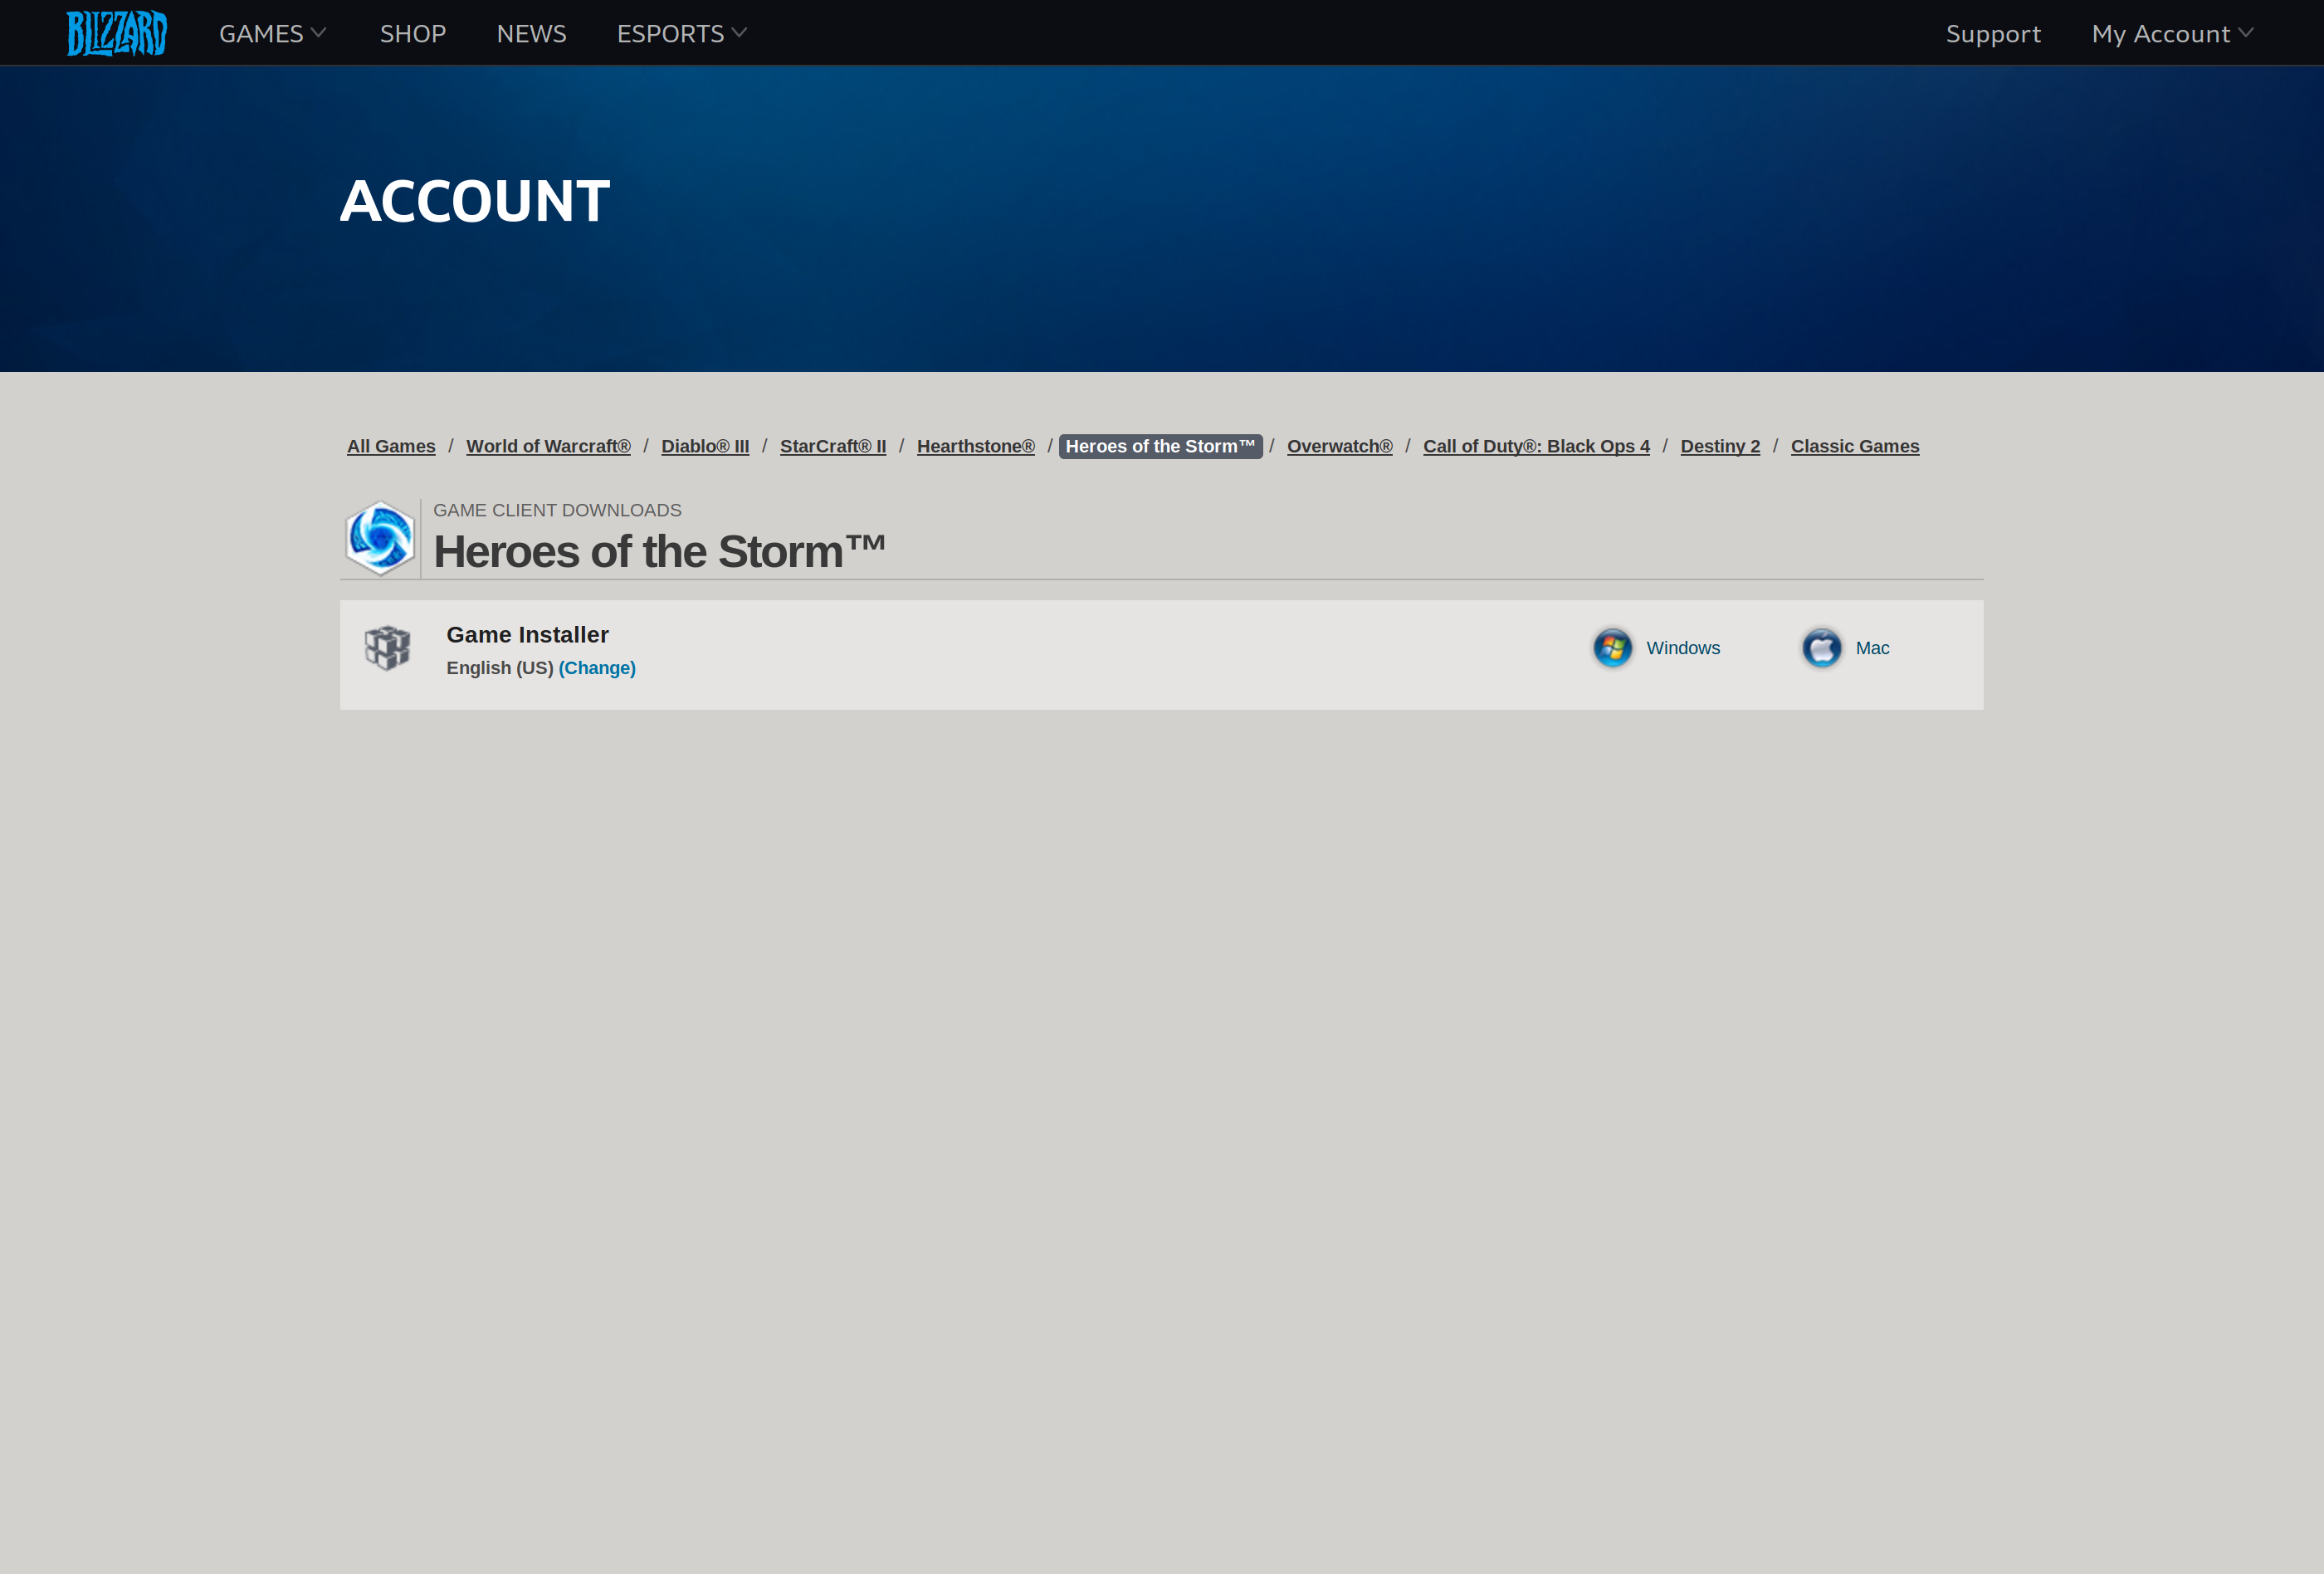 BLIZZARD GAMES SHOP NEWS ESPORTS Support My Account
ACCOUNT
All Games / World of Warcraft® / Diablo® III / StarCraft® II / Hearthstone® / Heroes of the Storm™ / Overwatch® / Call of Duty®: Black Ops 4 / Destiny 2 / Classic Games
GAME CLIENT DOWNLOADS
Heroes of the Storm™
Game Installer
English (US) (Change)
Windows Mac